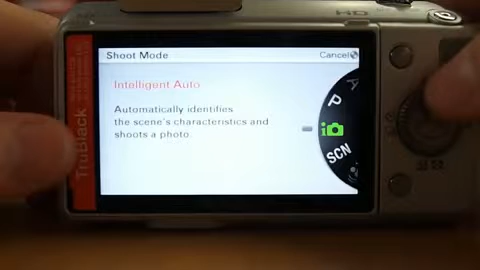 Shoot Mode
Cancel
Intelligent Auto
Automatically identifies
the scene's characteristics and
shoots a photo.
A
P
i
SCN
TruBlack
HD